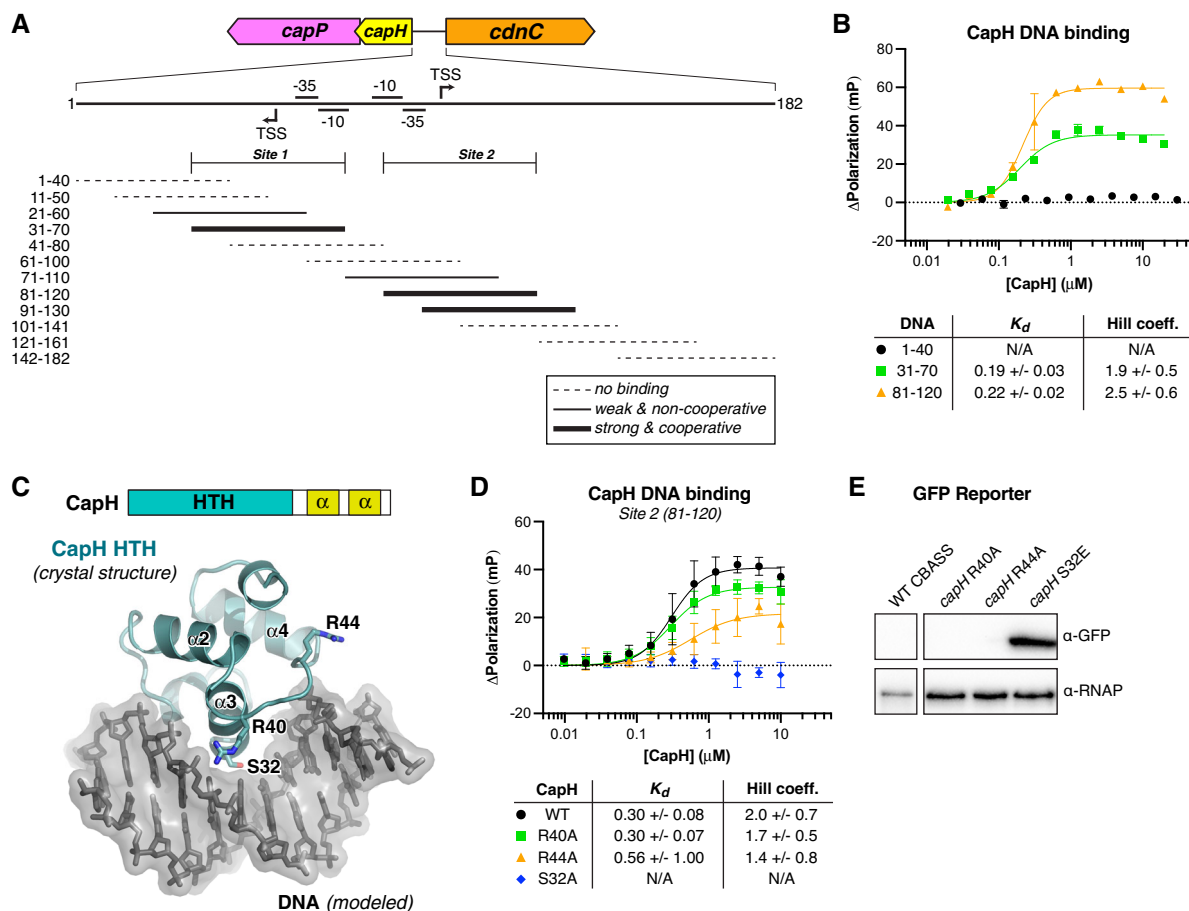 A
capP
capH
cdnC
TSS
-35
-10
1
182
-10
-35
TSS
Site 1
Site 2
1-40
11-50
21-60
31-70
41-80
61-100
71-110
81-120
91-130
101-141
121-161
142-182
no binding
weak & non-cooperative
strong & cooperative
B
CapH DNA binding
ΔPolarization (mP)
80
60
40
20
0
-20
0.01
0.1
1
10
[CapH] (μM)
DNA Kd Hill coeff.
1-40 N/A N/A
31-70 0.19 +/- 0.03 1.9 +/- 0.5
81-120 0.22 +/- 0.02 2.5 +/- 0.6
C
CapH
HTH
α
α
CapH HTH
(crystal structure)
R44
α2
α4
α3
R40
S32
DNA (modeled)
D
CapH DNA binding
Site 2 (81-120)
ΔPolarization (mP)
60
40
20
0
-20
0.01
0.1
1
10
[CapH] (μM)
CapH Kd Hill coeff.
WT 0.30 +/- 0.08 2.0 +/- 0.7
R40A 0.30 +/- 0.07 1.7 +/- 0.5
R44A 0.56 +/- 1.00 1.4 +/- 0.8
S32A N/A N/A
E
GFP Reporter
WT CBASS
capH R40A
capH R44A
capH S32E
α-GFP
α-RNAP